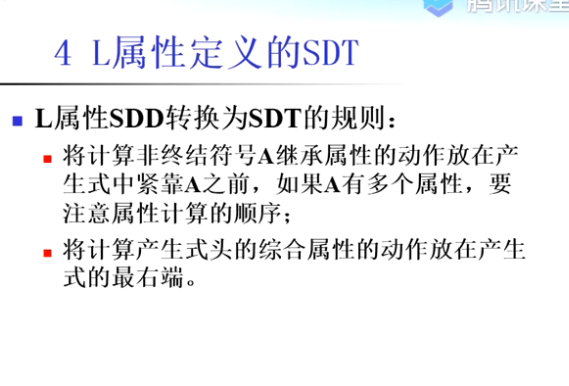 腾讯课堂
4 L属性定义的SDT
L属性SDD转换为SDT的规则：
将计算非终结符号A继承属性的动作放在产
生式中紧靠A之前，如果A有多个属性，要
注意属性计算的顺序；
将计算产生式头的综合属性的动作放在产生
式的最右端。